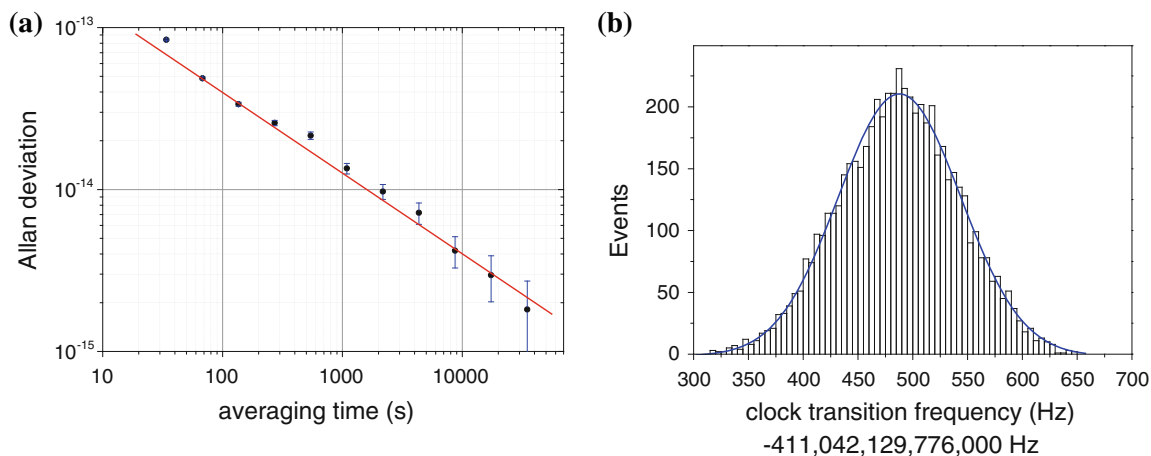 (a)
10-13
10-14
10-15
Allan deviation
10 100 1000 10000
averaging time (s)
(b)
200
150
100
50
0
Events
300 350 400 450 500 550 600 650 700
clock transition frequency (Hz)
-411,042,129,776,000 Hz